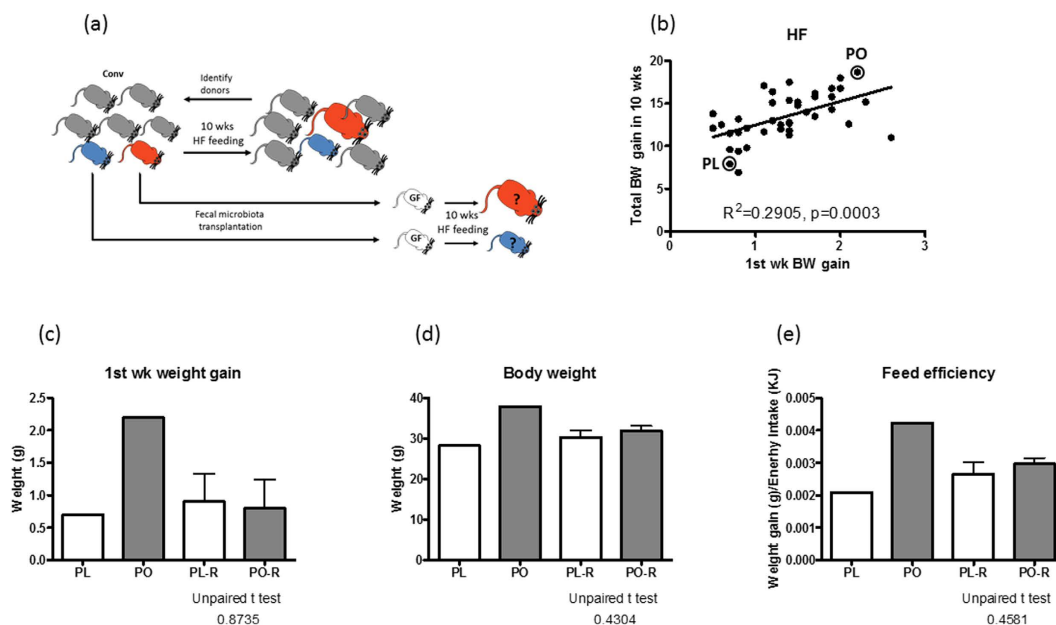 (a)
Conv
Identify
donors
10 wks
HF feeding
Fecal microbiota
transplantation
GF
GF
10 wks
HF feeding
?
?
(b)
HF
Total BW gain in 10 wks
20
15
10
5
0
PO
PL
R²=0.2905, p=0.0003
0 1 2 3
1st wk BW gain
(c)
1st wk weight gain
Weight (g)
2.5
2.0
1.5
1.0
0.5
0.0
PL PO PL-R PO-R
Unpaired t test
0.8735
(d)
Body weight
Weight (g)
40
30
20
10
0
PL PO PL-R PO-R
Unpaired t test
0.4304
(e)
Feed efficiency
Weight gain (g)/Enerhy Intake (KJ)
0.005
0.004
0.003
0.002
0.001
0.000
PL PO PL-R PO-R
Unpaired t test
0.4581